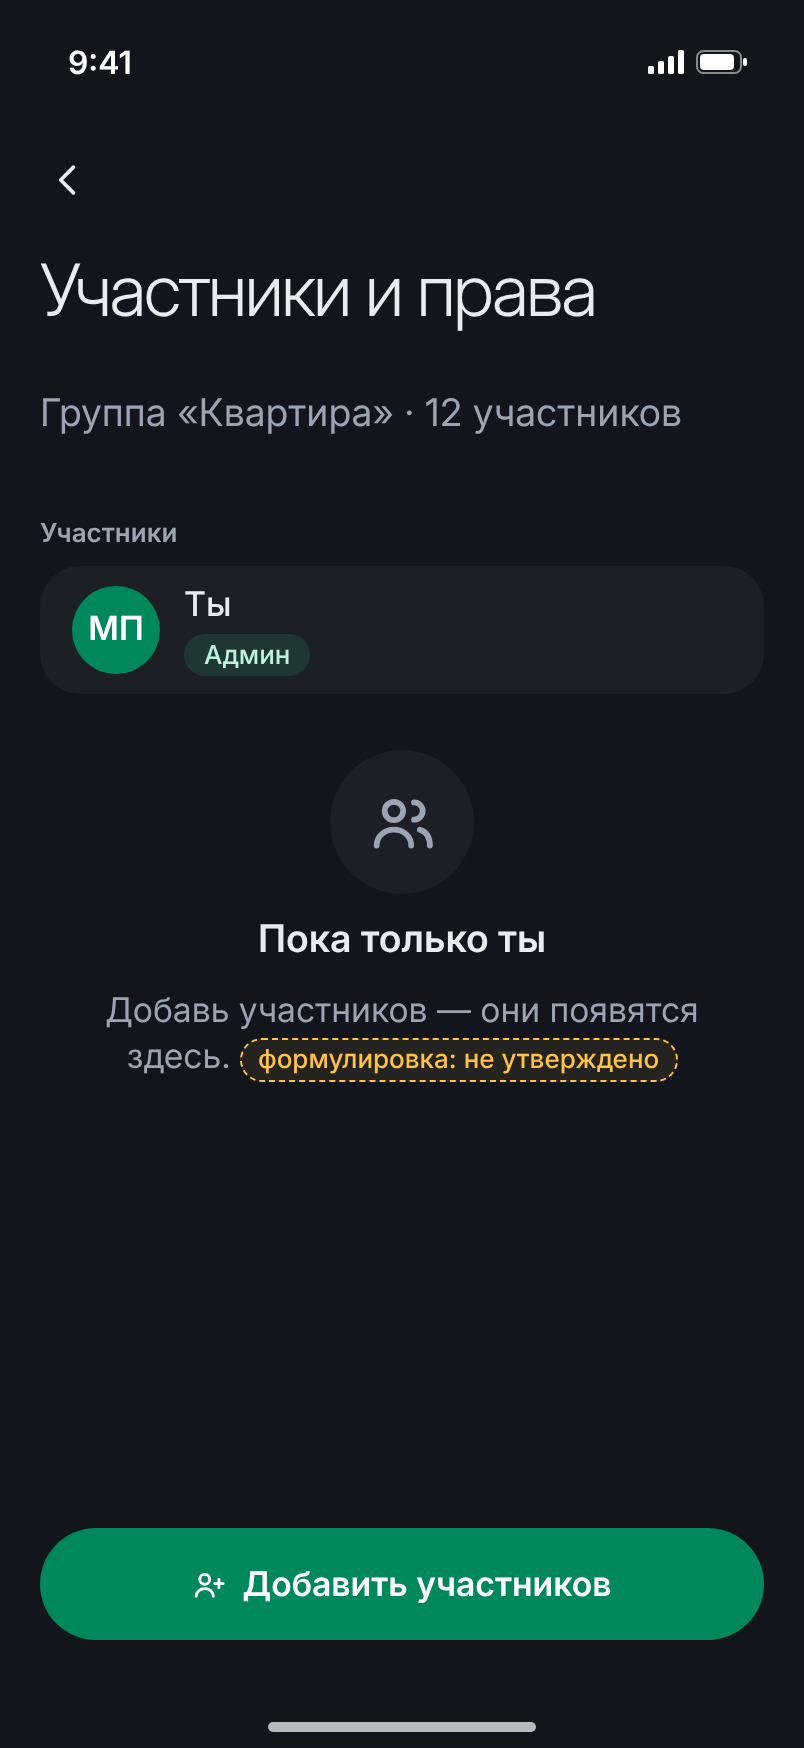 9:41
Участники и права
Группа «Квартира» · 12 участников
Участники
МП
Ты
Админ
Пока только ты
Добавь участников — они появятся
здесь. формулировка: не утверждено
Добавить участников